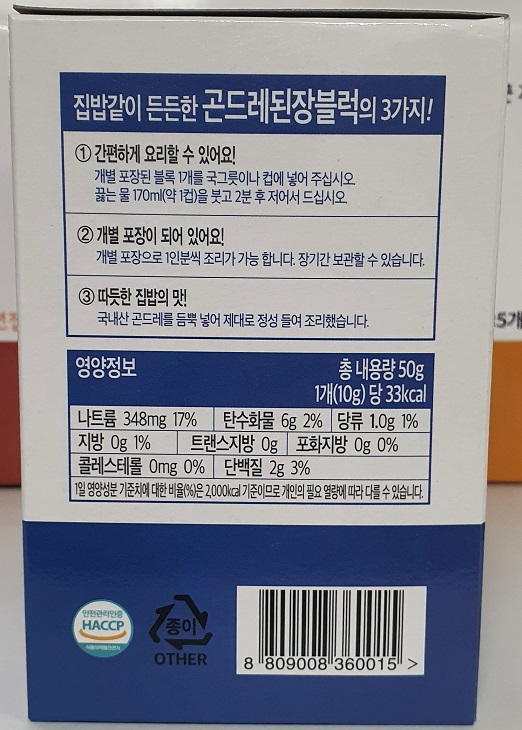 집밥같이 든든한 곤드레된장블럭의 3가지!
① 간편하게 요리할 수 있어요!
개별 포장된 블록 1개를 국그릇이나 컵에 넣어 주십시오.
끓는 물 170ml(약 1컵)을 붓고 2분 후 저어서 드십시오.
② 개별 포장이 되어 있어요!
개별 포장으로 1인분씩 조리가 가능 합니다. 장기간 보관할 수 있습니다.
③ 따듯한 집밥의 맛!
국내산 곤드레를 듬뿍 넣어 제대로 정성 들여 조리했습니다.
영양정보 총 내용량 50g
1개(10g) 당 33kcal
나트륨 348mg 17% 탄수화물 6g 2% 당류 1.0g 1%
지방 0g 1% 트랜스지방 0g 포화지방 0g 0%
콜레스테롤 0mg 0% 단백질 2g 3%
1일 영양성분 기준치에 대한 비율(%)은 2,000kcal 기준이므로 개인의 필요 열량에 따라 다를 수 있습니다.
안전관리인증
HACCP
식품의약품안전처
종이
OTHER
8 809008 360015 >
5개